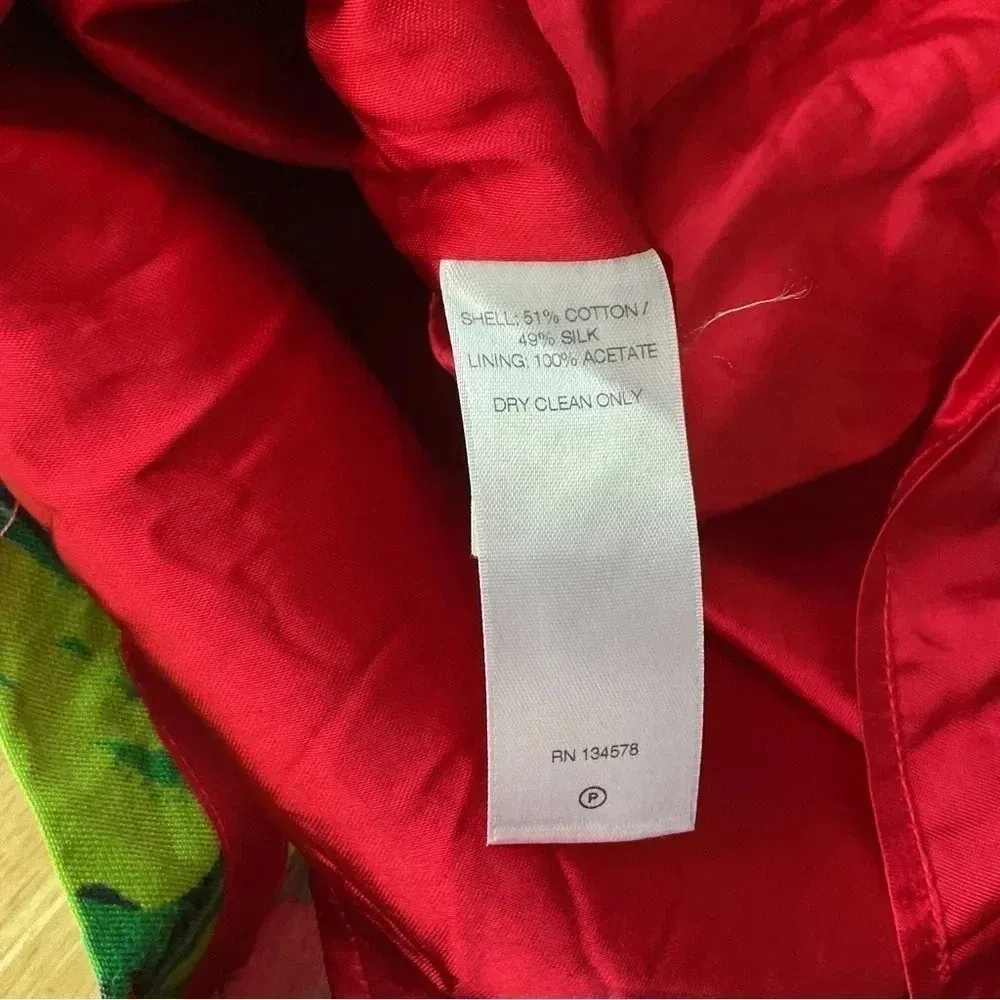 SHELL: 51% COTTON /
49% SILK
LINING: 100% ACETATE
DRY CLEAN ONLY
RN 134578
P